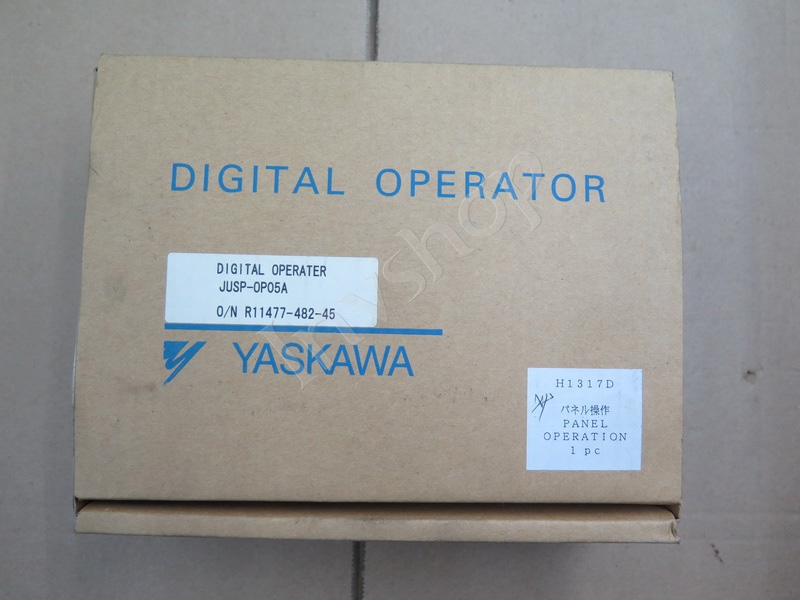 DIGITAL OPERATOR
DIGITAL OPERATER
JUSP-OP05A
O/N R11477-482-45
YASKAWA
H1317D
パネル操作
PANEL
OPERATION
1 pc